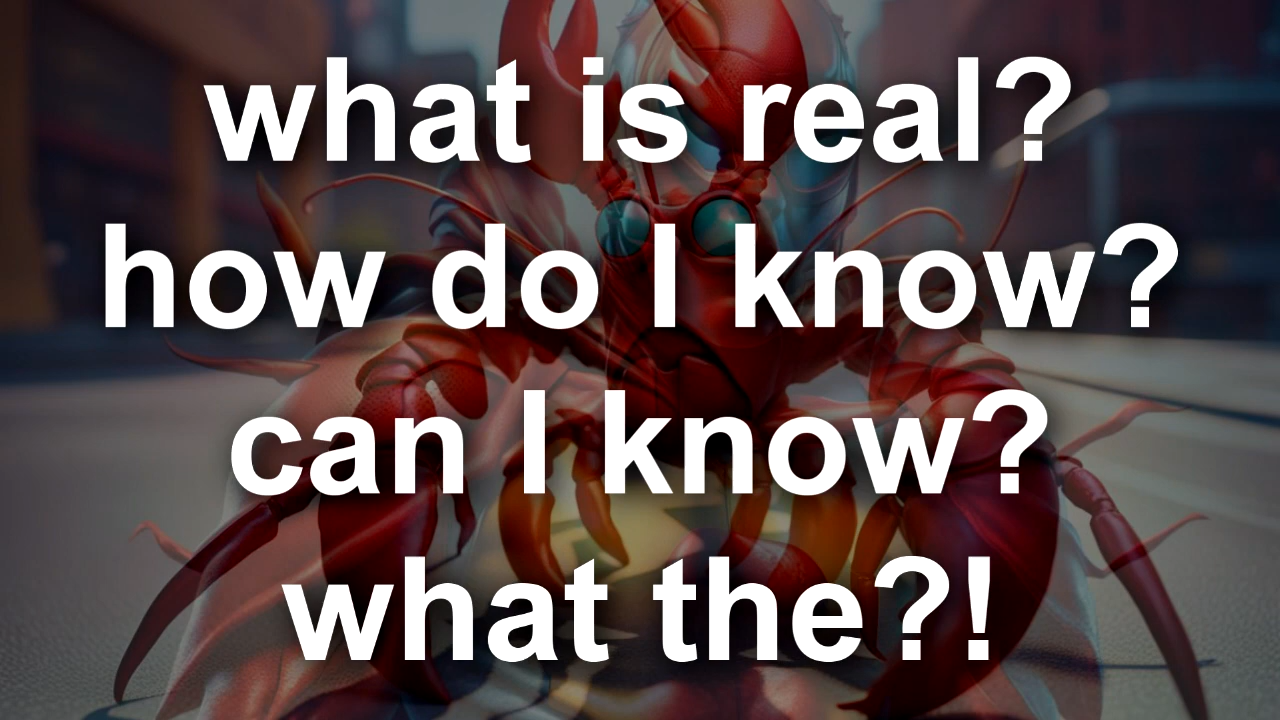 what is real?
how do I know?
can I know?
what the?!